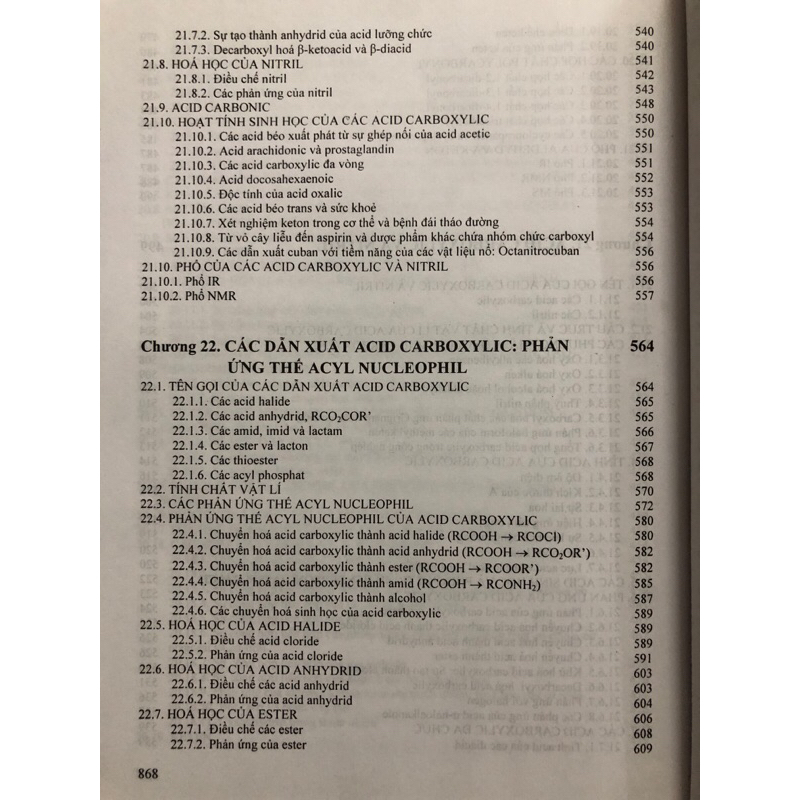 21.7.2. Sự tạo thành anhydrid của acid lưỡng chức 540
21.7.3. Decarboxyl hoá β-ketoacid và β-diacid 540
21.8. HOÁ HỌC CỦA NITRIL 541
21.8.1. Điều chế nitril 542
21.8.2. Các phản ứng của nitril 543
21.9. ACID CARBONIC 548
21.10. HOẠT TÍNH SINH HỌC CỦA CÁC ACID CARBOXYLIC 550
21.10.1. Các acid béo xuất phát từ sự ghép nối của acid acetic 550
21.10.2. Acid arachidonic và prostaglandin 551
21.10.3. Các acid carboxylic đa vòng 551
21.10.4. Acid docosahexaenoic 552
21.10.5. Độc tính của acid oxalic 553
21.10.6. Các acid béo trans và sức khoẻ 553
21.10.7. Xét nghiệm keton trong cơ thể và bệnh đái tháo đường 554
21.10.8. Từ vỏ cây liễu đến aspirin và dược phẩm khác chứa nhóm chức carboxyl 554
21.10.9. Các dẫn xuất cuban với tiềm năng của các vật liệu nổ: Octanitrocuban 556
21.10. PHỔ CỦA CÁC ACID CARBOXYLIC VÀ NITRIL 556
21.10.1. Phổ IR 556
21.10.2. Phổ NMR 557
Chương 22. CÁC DẪN XUẤT ACID CARBOXYLIC: PHẢN 564
ỨNG THẾ ACYL NUCLEOPHIL
22.1. TÊN GỌI CỦA CÁC DẪN XUẤT ACID CARBOXYLIC 564
22.1.1. Các acid halide 565
22.1.2. Các acid anhydrid, RCO₂COR’ 565
22.1.3. Các amid, imid và lactam 566
22.1.4. Các ester và lacton 567
22.1.5. Các thioester 568
22.1.6. Các acyl phosphat 568
22.2. TÍNH CHẤT VẬT LÍ 570
22.3. CÁC PHẢN ỨNG THẾ ACYL NUCLEOPHIL 572
22.4. PHẢN ỨNG THẾ ACYL NUCLEOPHIL CỦA ACID CARBOXYLIC 580
22.4.1. Chuyển hoá acid carboxylic thành acid halide (RCOOH → RCOCl) 580
22.4.2. Chuyển hoá acid carboxylic thành acid anhydrid (RCOOH → RCO₂OR’) 582
22.4.3. Chuyển hoá acid carboxylic thành ester (RCOOH → RCOOR’) 582
22.4.4. Chuyển hoá acid carboxylic thành amid (RCOOH → RCONH₂) 585
22.4.5. Chuyển hoá acid carboxylic thành alcohol 587
22.4.6. Các chuyển hoá sinh học của acid carboxylic 589
22.5. HOÁ HỌC CỦA ACID HALIDE 589
22.5.1. Điều chế acid cloride 589
22.5.2. Phản ứng của acid cloride 591
22.6. HOÁ HỌC CỦA ACID ANHYDRID 603
22.6.1. Điều chế các acid anhydrid 603
22.6.2. Phản ứng của acid anhydrid 604
22.7. HOÁ HỌC CỦA ESTER 606
22.7.1. Điều chế các ester 608
22.7.2. Phản ứng của ester 609
868